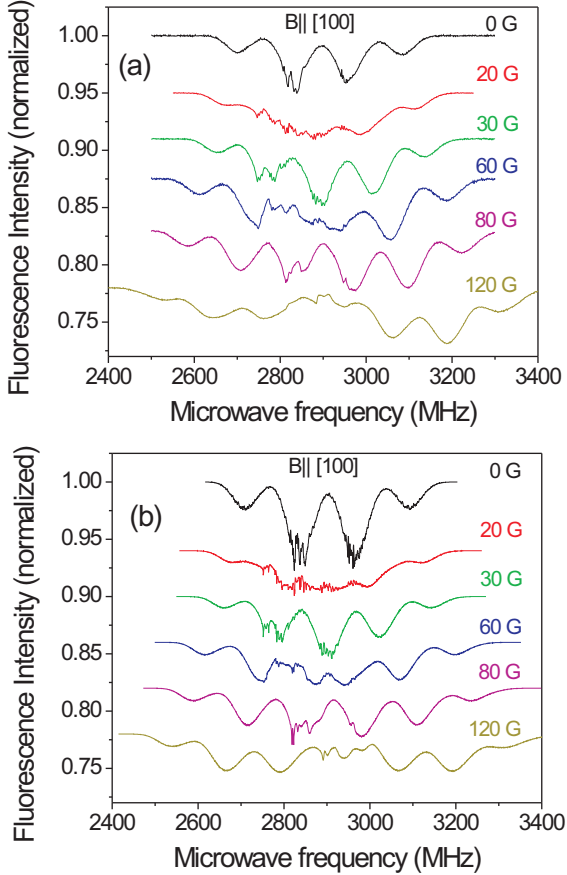 B|| [100]
0 G
(a)
20 G
30 G
60 G
80 G
120 G
1.00
0.95
0.90
0.85
0.80
0.75
Fluorescence Intensity (normalized)
2400 2600 2800 3000 3200 3400
Microwave frequency (MHz)
B|| [100]
0 G
(b)
20 G
30 G
60 G
80 G
120 G
1.00
0.95
0.90
0.85
0.80
0.75
Fluorescence Intensity (normalized)
2400 2600 2800 3000 3200 3400
Microwave frequency (MHz)